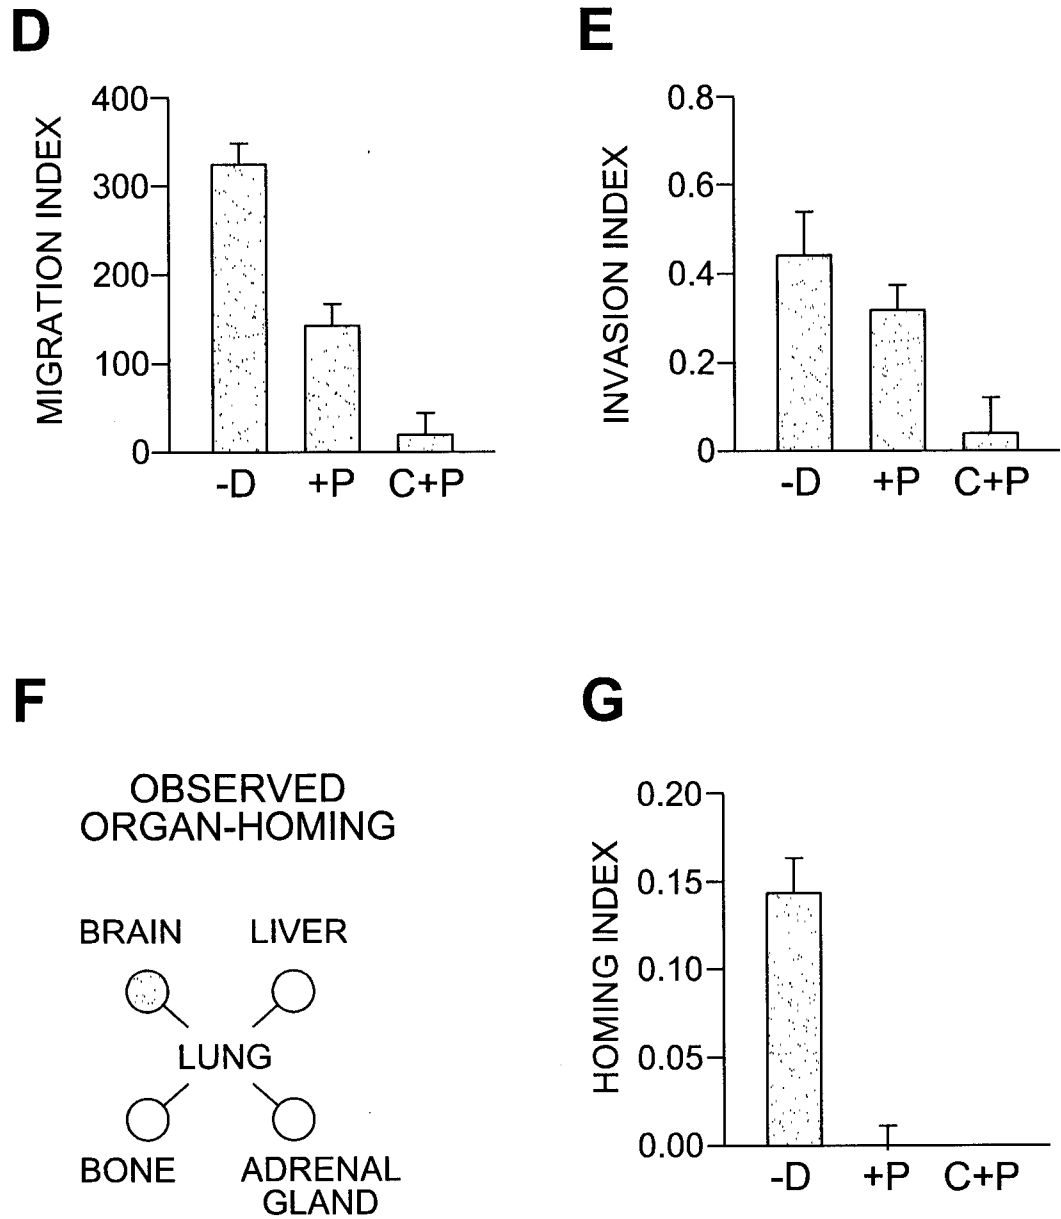 D
MIGRATION INDEX
400
300
200
100
0
-D +P C+P
E
INVASION INDEX
0.8
0.6
0.4
0.2
0
-D +P C+P
F
OBSERVED
ORGAN-HOMING
BRAIN LIVER
LUNG
BONE ADRENAL
GLAND
G
HOMING INDEX
0.20
0.15
0.10
0.05
0.00
-D +P C+P